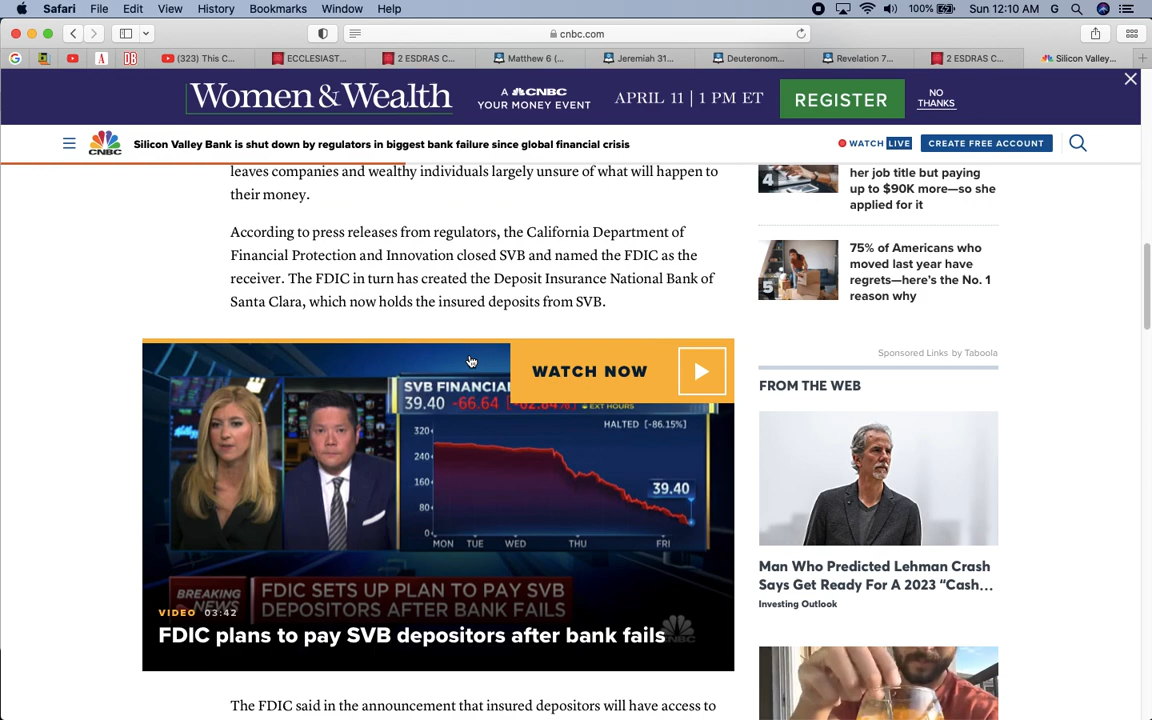 Safari File Edit View History Bookmarks Window Help 100% Sun 12:10 AM G
cnbc.com
A DB (323) This C... ECCLESIAST... 2 ESDRAS C... Matthew 6 (... Jeremiah 31... Deuteronom... Revelation 7... 2 ESDRAS C... Silicon Valley...
Women & Wealth
A CNBC
YOUR MONEY EVENT
APRIL 11 | 1 PM ET
REGISTER
NO
THANKS
CNBC
Silicon Valley Bank is shut down by regulators in biggest bank failure since global financial crisis
WATCH LIVE
CREATE FREE ACCOUNT
leaves companies and wealthy individuals largely unsure of what will happen to
their money.
According to press releases from regulators, the California Department of
Financial Protection and Innovation closed SVB and named the FDIC as the
receiver. The FDIC in turn has created the Deposit Insurance National Bank of
Santa Clara, which now holds the insured deposits from SVB.
WATCH NOW
SVB FINANCIAL
39.40 -66.64 [-62.84%] EXT HOURS
HALTED [-86.15%]
320
240
160
80
0
39.40
MON TUE WED THU FRI
BREAKING
NEWS
FDIC SETS UP PLAN TO PAY SVB
DEPOSITORS AFTER BANK FAILS
VIDEO 03:42
FDIC plans to pay SVB depositors after bank fails
CNBC
The FDIC said in the announcement that insured depositors will have access to
4
her job title but paying
up to $90K more—so she
applied for it
5
75% of Americans who
moved last year have
regrets—here's the No. 1
reason why
Sponsored Links by Taboola
FROM THE WEB
Man Who Predicted Lehman Crash
Says Get Ready For A 2023 “Cash...
Investing Outlook